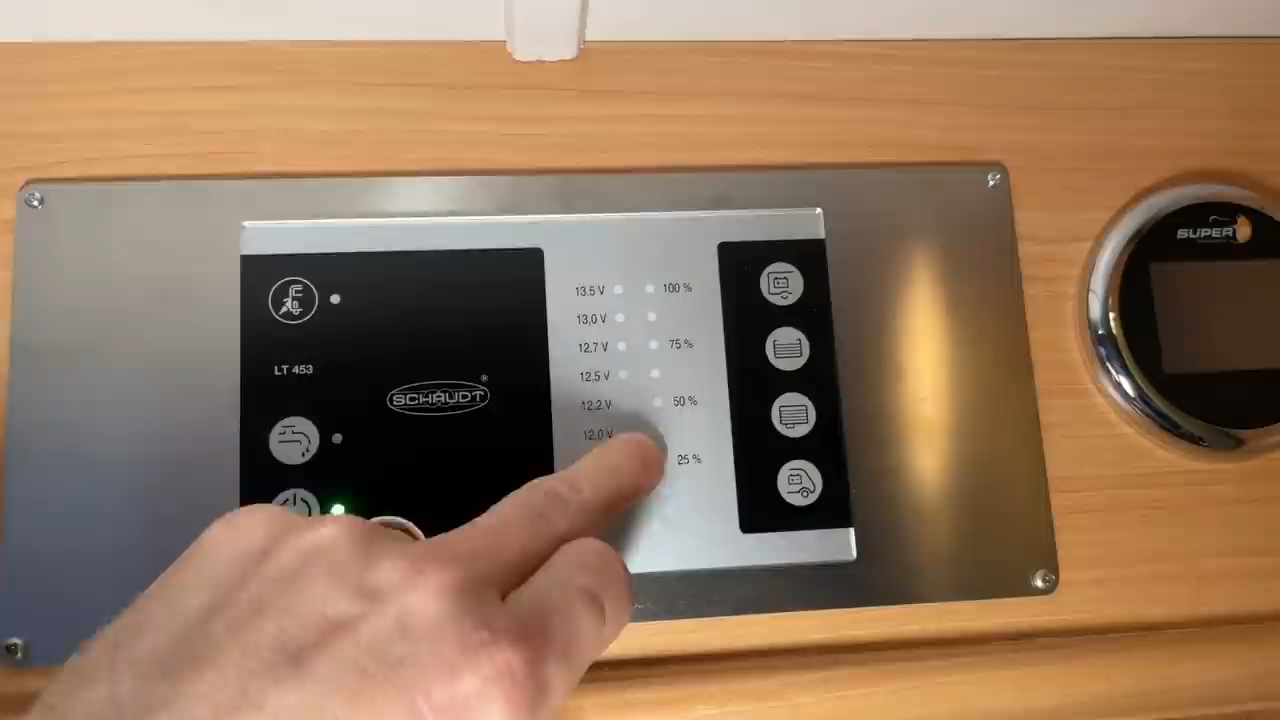 13.5 V
100 %
13,0 V
12.7 V
75 %
LT 453
12.5 V
SCHAUDT
12.2 V
50 %
12.0 V
25 %
SUPER